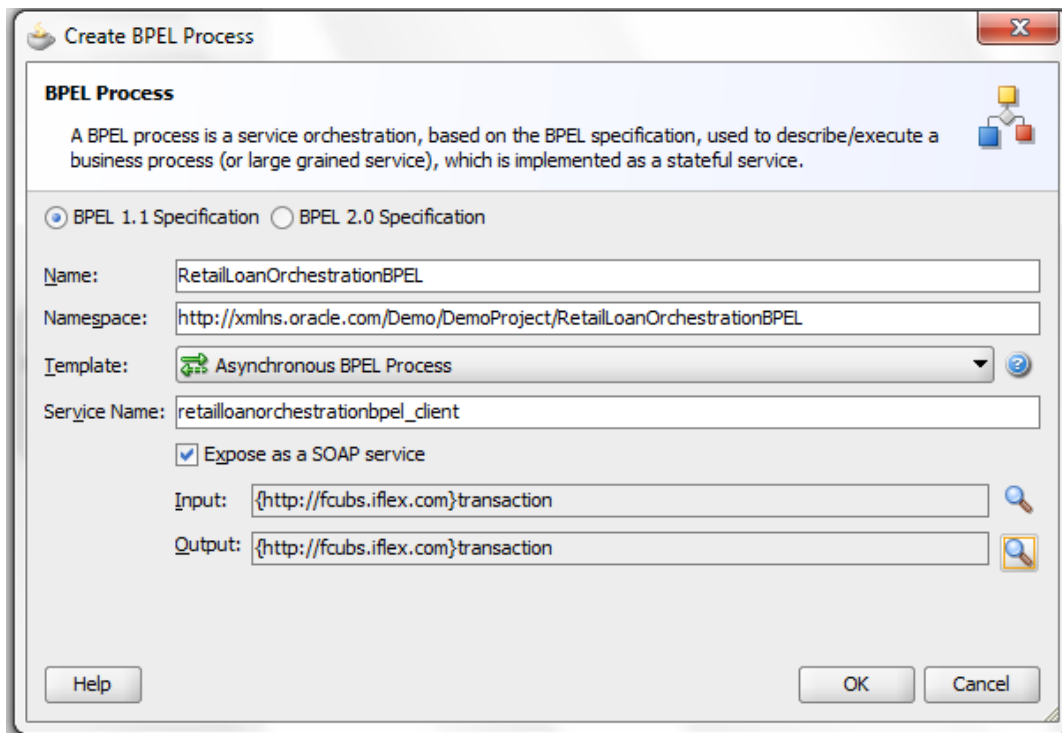 Create BPEL Process
BPEL Process
A BPEL process is a service orchestration, based on the BPEL specification, used to describe/execute a
business process (or large grained service), which is implemented as a stateful service.
BPEL 1.1 Specification BPEL 2.0 Specification
Name: RetailLoanOrchestrationBPEL
Namespace: http://xmlns.oracle.com/Demo/DemoProject/RetailLoanOrchestrationBPEL
Template: Asynchronous BPEL Process
Service Name: retailloanorchestrationbpel_client
Expose as a SOAP service
Input: {http://fcubs.iflex.com}transaction
Output: {http://fcubs.iflex.com}transaction
Help OK Cancel